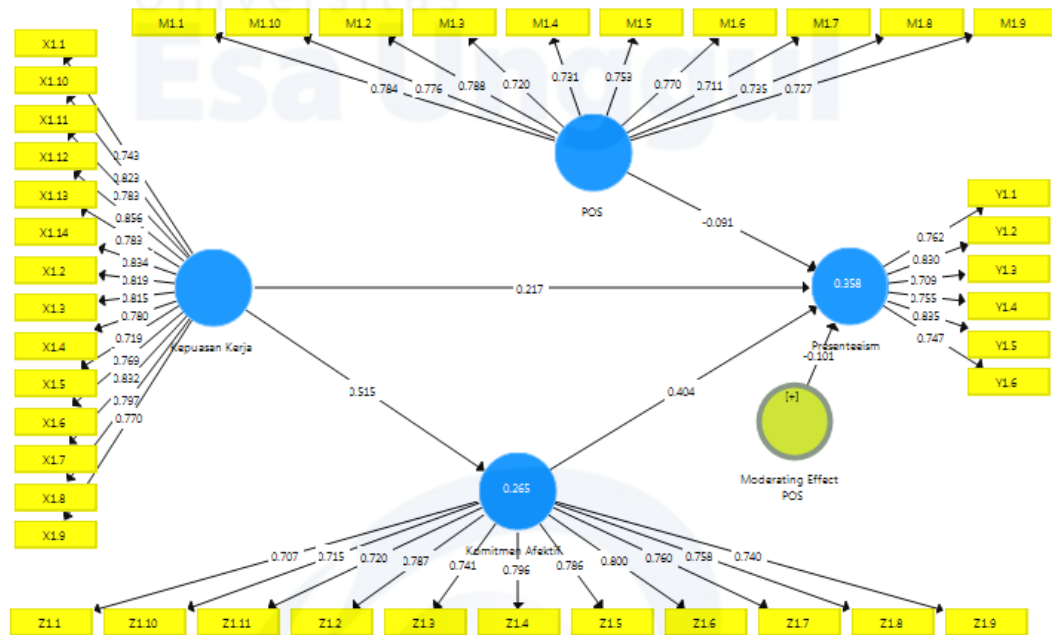 Universitas
Esa Unggul
M1.1 M1.10 M1.2 M1.3 M1.4 M1.5 M1.6 M1.7 M1.8 M1.9
0.784 0.776 0.788 0.720 0.731 0.753 0.770 0.711 0.735 0.727
POS
X1.1
X1.10
X1.11
X1.12
X1.13
X1.14
X1.2
X1.3
X1.4
X1.5
X1.6
X1.7
X1.8
X1.9
0.743
0.823
0.783
0.856
0.783
0.834
0.819
0.815
0.780
0.719
0.769
0.832
0.797
0.770
Kepuasan Kerja
-0.091
0.217
0.515
0.404
0.358
Presenteeism
-0.101
[+]
Moderating Effect
POS
Y1.1
Y1.2
Y1.3
Y1.4
Y1.5
Y1.6
0.762
0.830
0.709
0.755
0.835
0.747
0.265
Komitmen Afektif
0.707 0.715 0.720 0.787 0.741 0.796 0.786 0.800 0.760 0.758 0.740
Z1.1 Z1.10 Z1.11 Z1.2 Z1.3 Z1.4 Z1.5 Z1.6 Z1.7 Z1.8 Z1.9